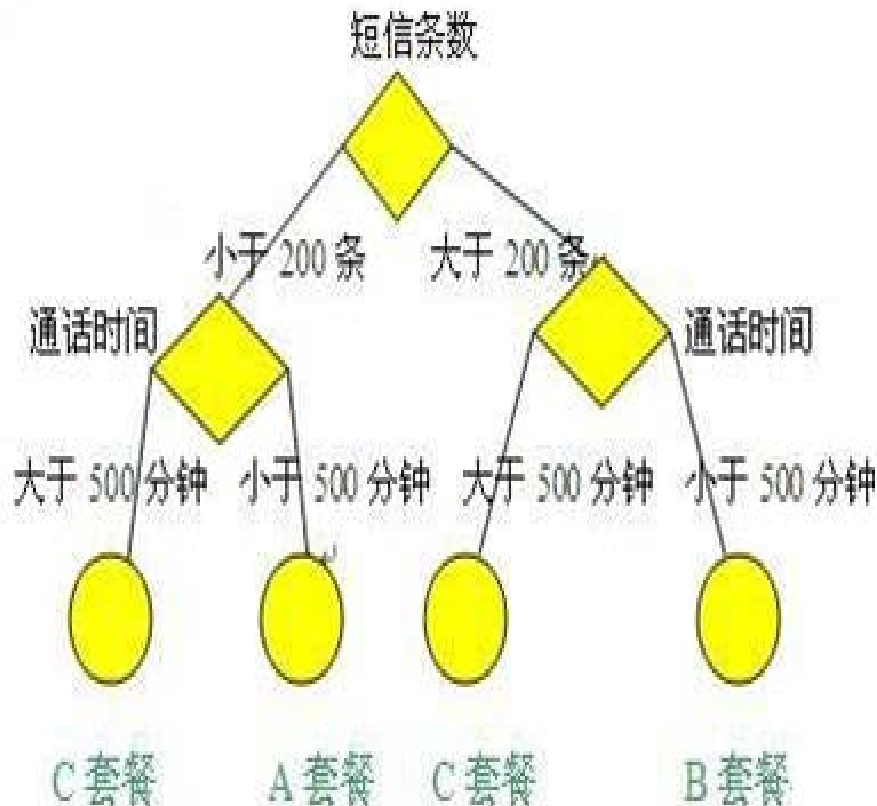 短信条数
小于 200 条 大于 200 条
通话时间 通话时间
大于 500 分钟 小于 500 分钟 大于 500 分钟 小于 500 分钟
C 套餐 A 套餐 C 套餐 B 套餐